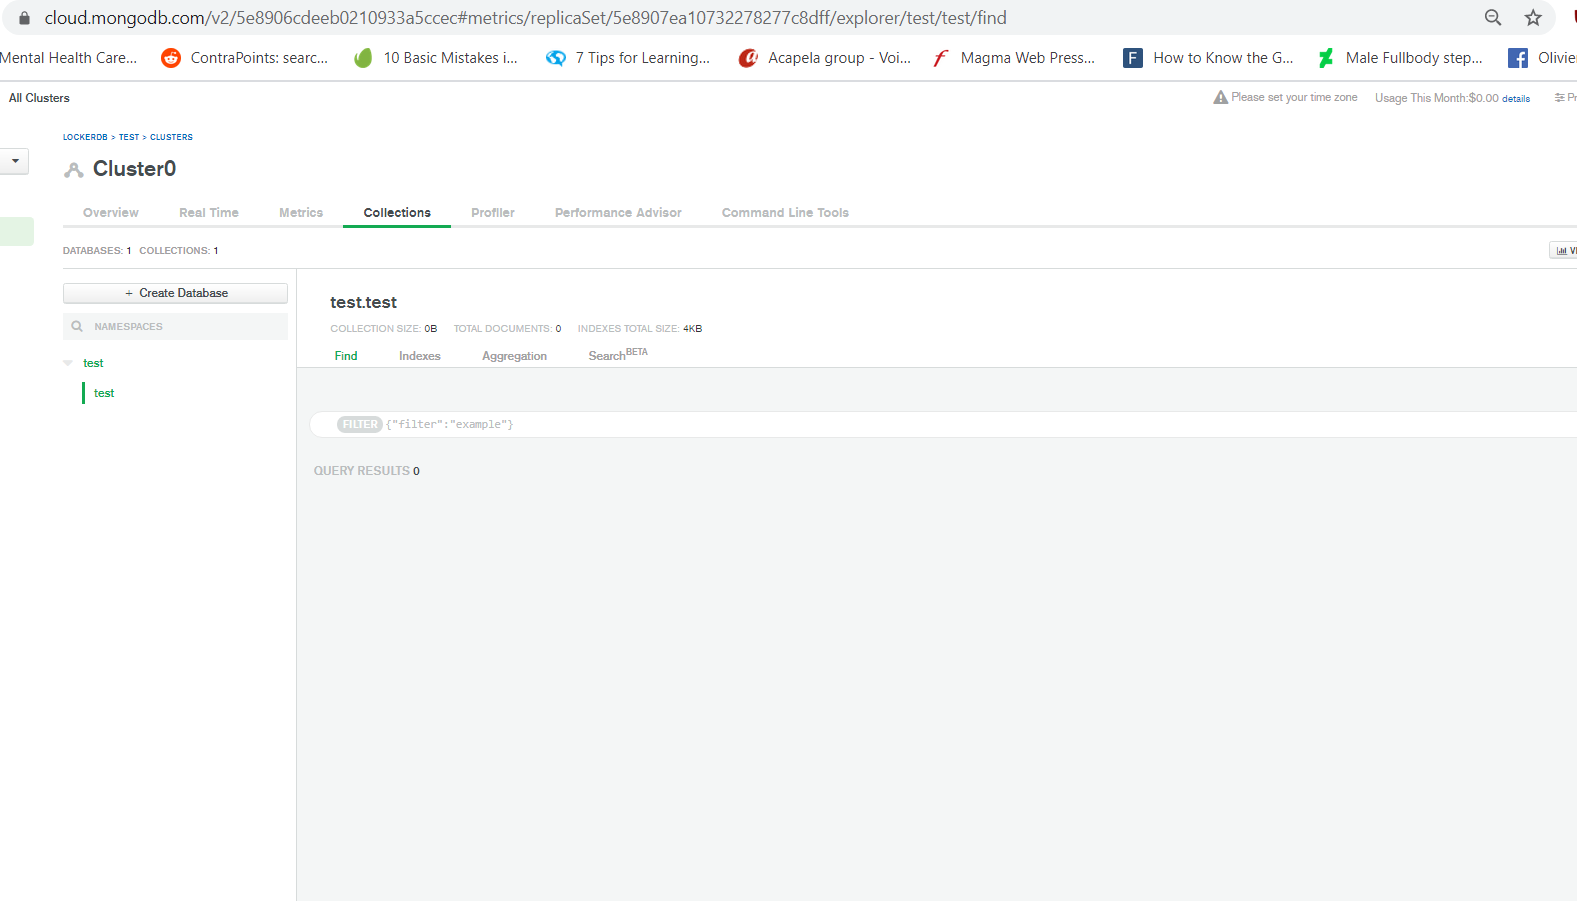 cloud.mongodb.com/v2/5e8906cdeeb0210933a5ccec#metrics/replicaSet/5e8907ea10732278277c8dff/explorer/test/test/find
Mental Health Care... ContraPoints: searc... 10 Basic Mistakes i... 7 Tips for Learning... Acapela group - Voi... Magma Web Press... How to Know the G... Male Fullbody step... Olivie
All Clusters Please set your time zone Usage This Month:$0.00 details Pr
LOCKERDB > TEST > CLUSTERS
Cluster0
Overview Real Time Metrics Collections Profiler Performance Advisor Command Line Tools
DATABASES: 1 COLLECTIONS: 1 VI
+ Create Database
NAMESPACES
test
test
test.test
COLLECTION SIZE: 0B TOTAL DOCUMENTS: 0 INDEXES TOTAL SIZE: 4KB
Find Indexes Aggregation Search BETA
FILTER {"filter":"example"}
QUERY RESULTS 0